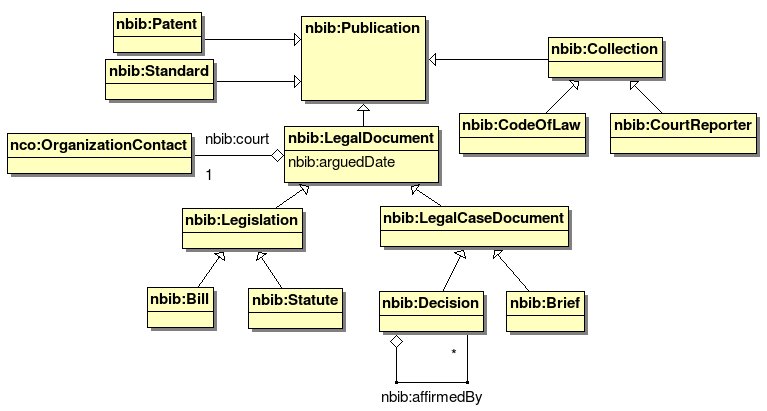 nbib:Patent
nbib:Publication
nbib:Collection
nbib:Standard
nbib:CodeOfLaw
nbib:CourtReporter
nco:OrganizationContact
nbib:court
1
nbib:LegalDocument
nbib:arguedDate
nbib:Legislation
nbib:LegalCaseDocument
nbib:Bill
nbib:Statute
nbib:Decision
nbib:Brief
*
nbib:affirmedBy